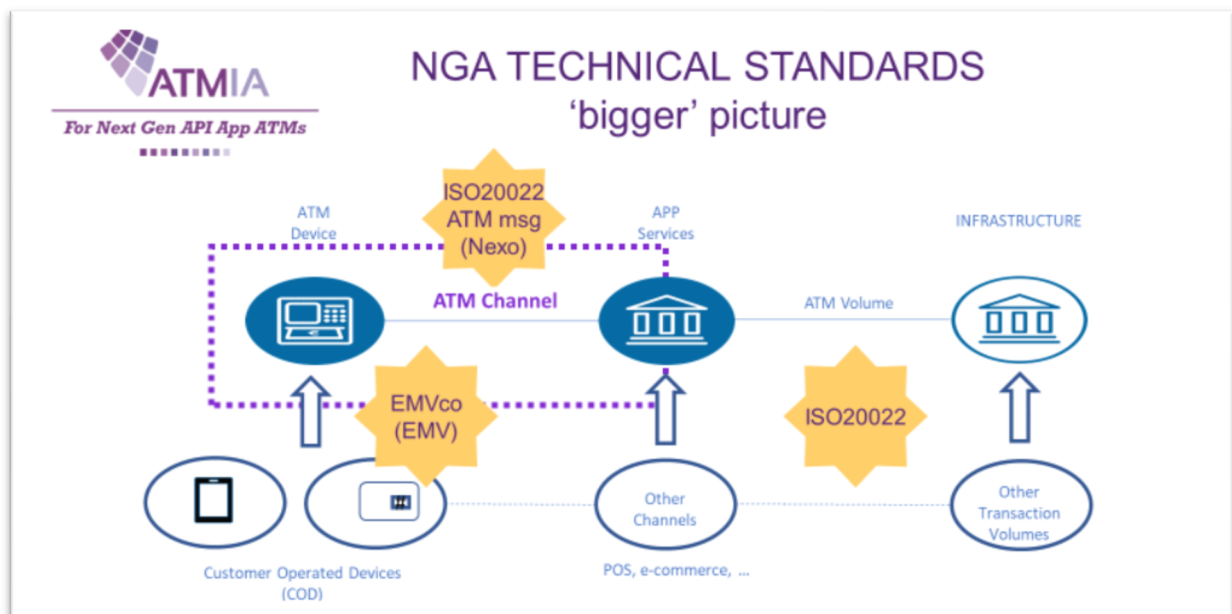 ATMIA
For Next Gen API App ATMs
NGA TECHNICAL STANDARDS
‘bigger’ picture
ISO20022
ATM msg
(Nexo)
ATM
Device
APP
Services
INFRASTRUCTURE
ATM Channel
ATM Volume
EMVco
(EMV)
ISO20022
Other
Channels
Other
Transaction
Volumes
Customer Operated Devices
(COD)
POS, e-commerce, ...